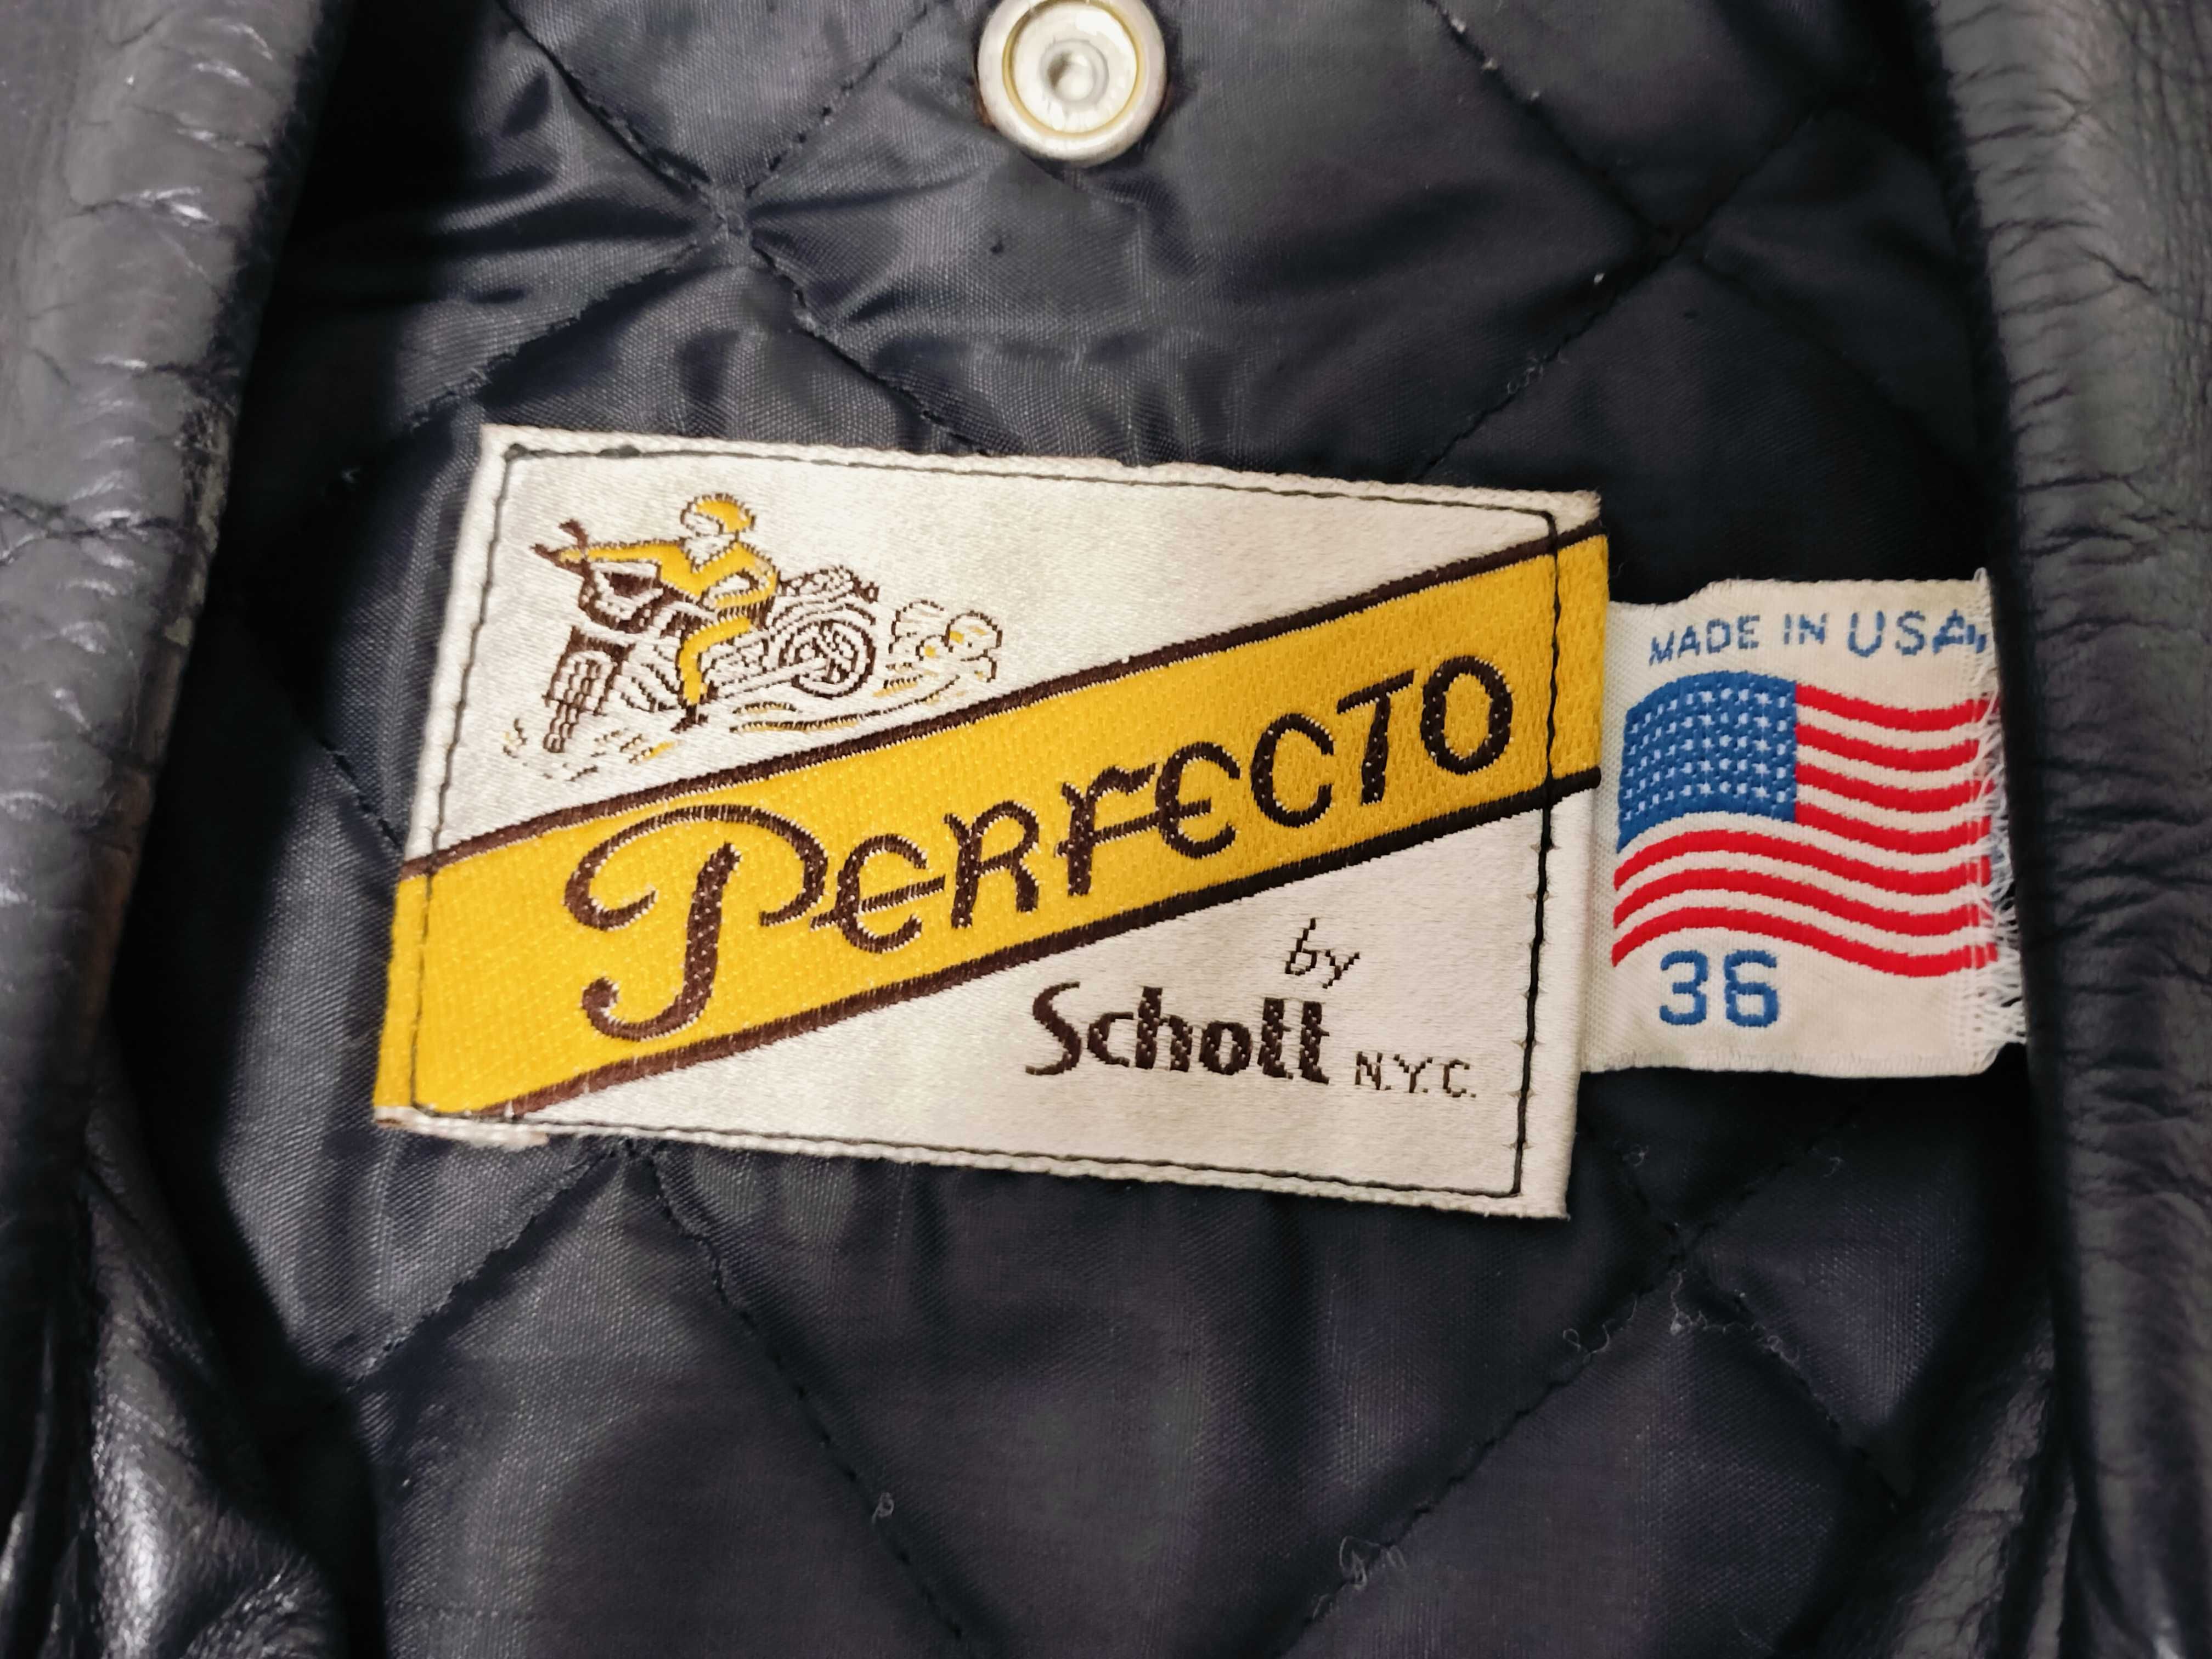 PERFECTO
by
Schott N.Y.C.
MADE IN USA
36